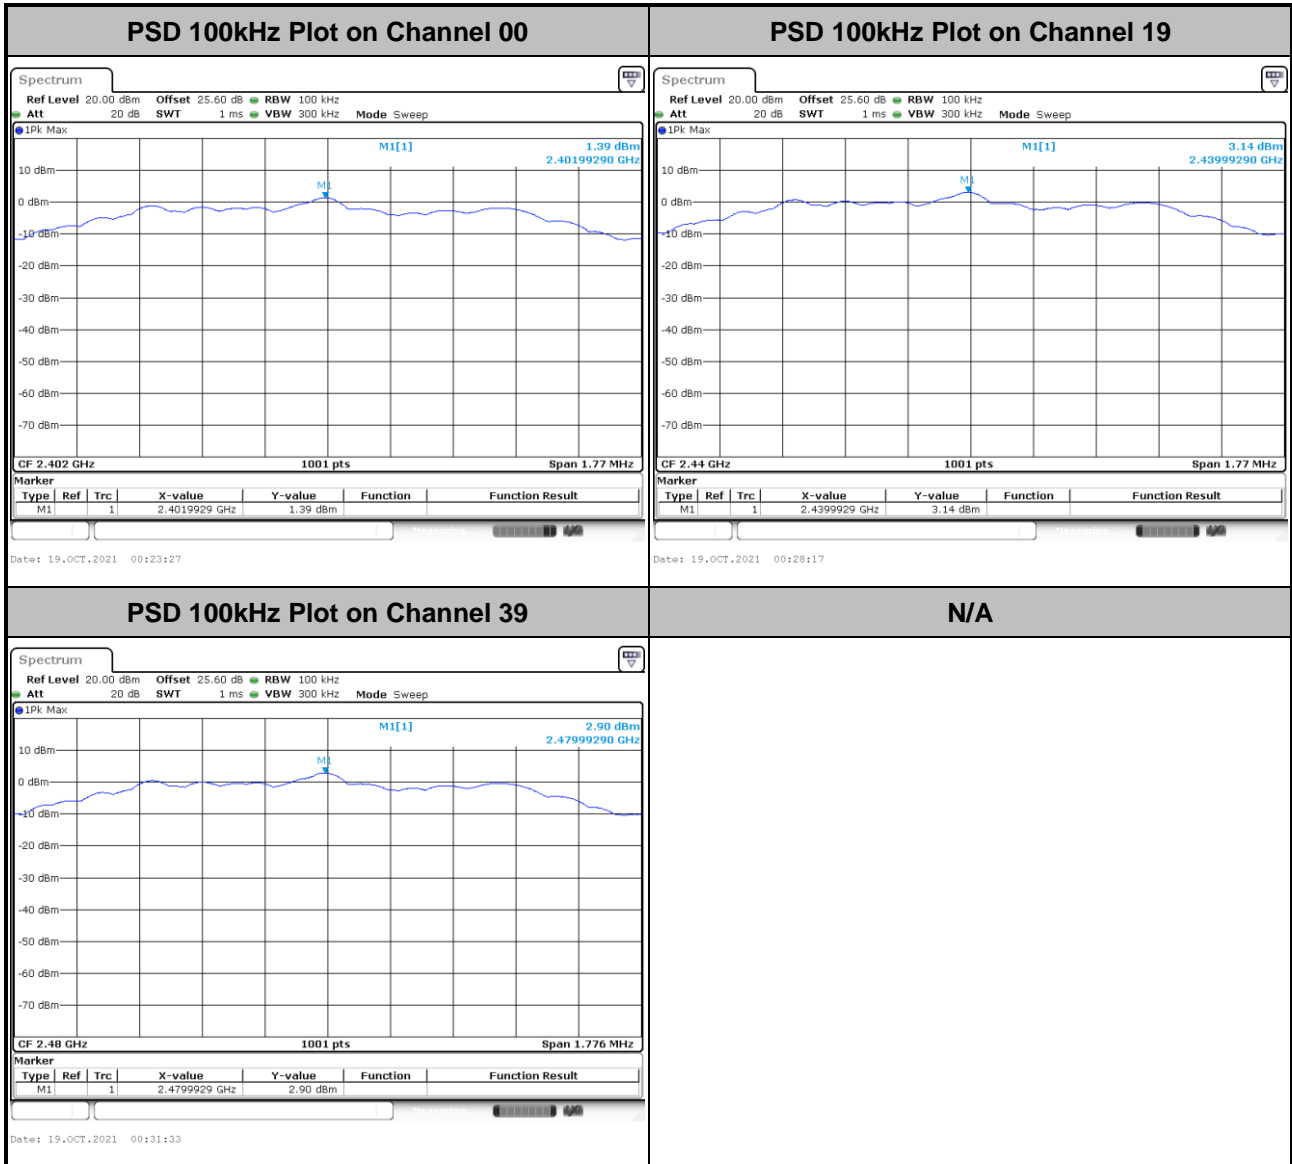 PSD 100kHz Plot on Channel 00
Spectrum
Ref Level 20.00 dBm Offset 25.60 dB RBW 100 kHz
Att 20 dB SWT 1 ms VBW 300 kHz Mode Sweep
1Pk Max
M1[1] 1.39 dBm
2.40199290 GHz
M1
10 dBm
0 dBm
-10 dBm
-20 dBm
-30 dBm
-40 dBm
-50 dBm
-60 dBm
-70 dBm
CF 2.402 GHz 1001 pts Span 1.77 MHz
Marker
Type Ref Trc X-value Y-value Function Function Result
M1 1 2.4019929 GHz 1.39 dBm
Measuring
Date: 19.OCT.2021 00:23:27
PSD 100kHz Plot on Channel 19
Spectrum
Ref Level 20.00 dBm Offset 25.60 dB RBW 100 kHz
Att 20 dB SWT 1 ms VBW 300 kHz Mode Sweep
1Pk Max
M1[1] 3.14 dBm
2.43999290 GHz
M1
10 dBm
0 dBm
-10 dBm
-20 dBm
-30 dBm
-40 dBm
-50 dBm
-60 dBm
-70 dBm
CF 2.44 GHz 1001 pts Span 1.77 MHz
Marker
Type Ref Trc X-value Y-value Function Function Result
M1 1 2.4399929 GHz 3.14 dBm
Measuring
Date: 19.OCT.2021 00:28:17
PSD 100kHz Plot on Channel 39
Spectrum
Ref Level 20.00 dBm Offset 25.60 dB RBW 100 kHz
Att 20 dB SWT 1 ms VBW 300 kHz Mode Sweep
1Pk Max
M1[1] 2.90 dBm
2.47999290 GHz
M1
10 dBm
0 dBm
-10 dBm
-20 dBm
-30 dBm
-40 dBm
-50 dBm
-60 dBm
-70 dBm
CF 2.48 GHz 1001 pts Span 1.776 MHz
Marker
Type Ref Trc X-value Y-value Function Function Result
M1 1 2.4799929 GHz 2.90 dBm
Measuring
Date: 19.OCT.2021 00:31:33
N/A